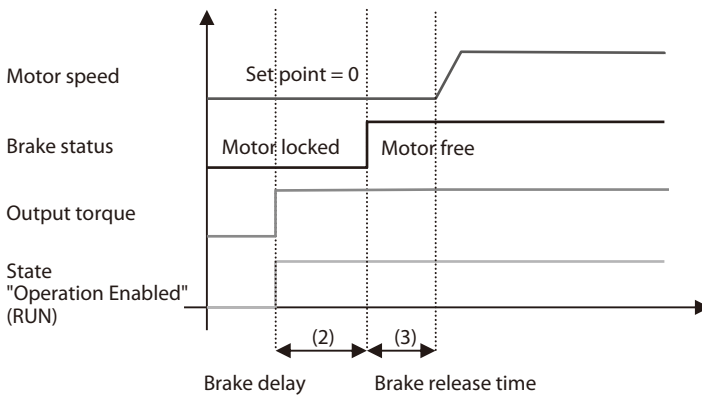 Motor speed
Set point = 0
Brake status
Motor locked
Motor free
Output torque
State
"Operation Enabled"
(RUN)
(2)
(3)
Brake delay
Brake release time